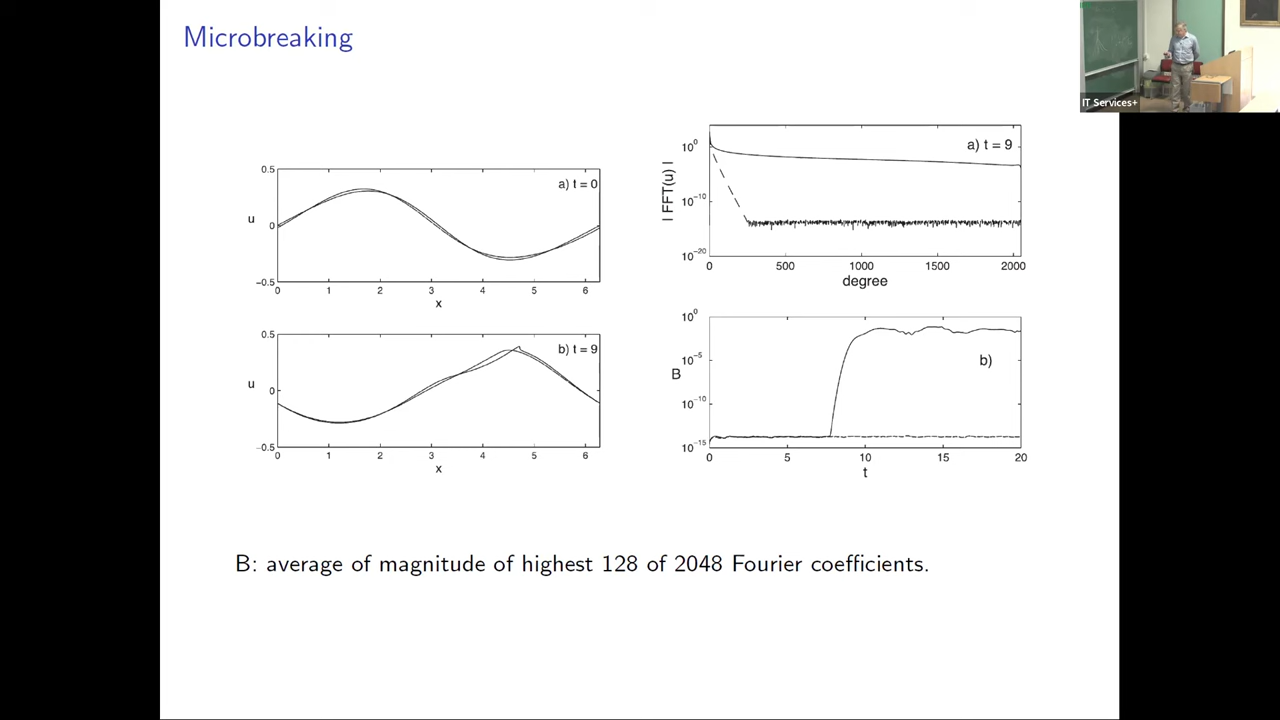 Microbreaking
IT Services+
a) t = 0
0.5
u
0
−0.5
0 1 2 3 4 5 6
x
b) t = 9
0.5
u
0
−0.5
0 1 2 3 4 5 6
x
a) t = 9
| FFT(u) |
10^0
10^-10
10^-20
0 500 1000 1500 2000
degree
b)
B
10^0
10^-5
10^-10
10^-15
0 5 10 15 20
t
B: average of magnitude of highest 128 of 2048 Fourier coefficients.